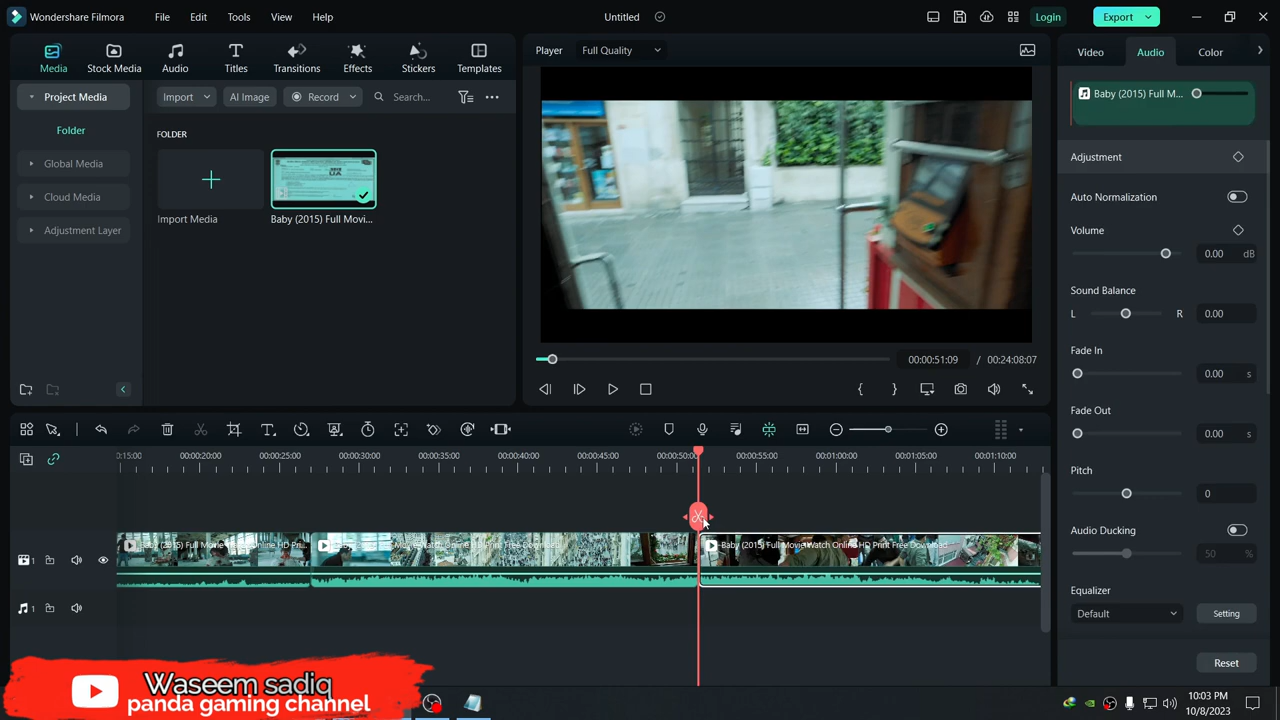 Wondershare Filmora
File
Edit
Tools
View
Help
Untitled
Login
Export
Media
Stock Media
Audio
Titles
Transitions
Effects
Stickers
Templates
Player
Full Quality
Video
Audio
Color
Project Media
Import
AI Image
Record
Search...
Folder
FOLDER
Global Media
Cloud Media
Adjustment Layer
Import Media
Baby (2015) Full Movi...
Baby (2015) Full M...
Adjustment
Auto Normalization
Volume
0.00 dB
Sound Balance
L
R
0.00
Fade In
0.00 s
Fade Out
0.00 s
Pitch
0
Audio Ducking
50 %
Equalizer
Default
Setting
Reset
00:00:51:09 / 00:24:08:07
:0:15:00
00:00:20:00
00:00:25:00
00:00:30:00
00:00:35:00
00:00:40:00
00:00:45:00
00:00:50:00
00:00:55:00
00:01:00:00
00:01:05:00
00:01:10:00
Baby (2015) Full Movie Watch Online HD Print Free Download
1
1
Waseem sadiq
panda gaming channel
10:03 PM
10/8/2023